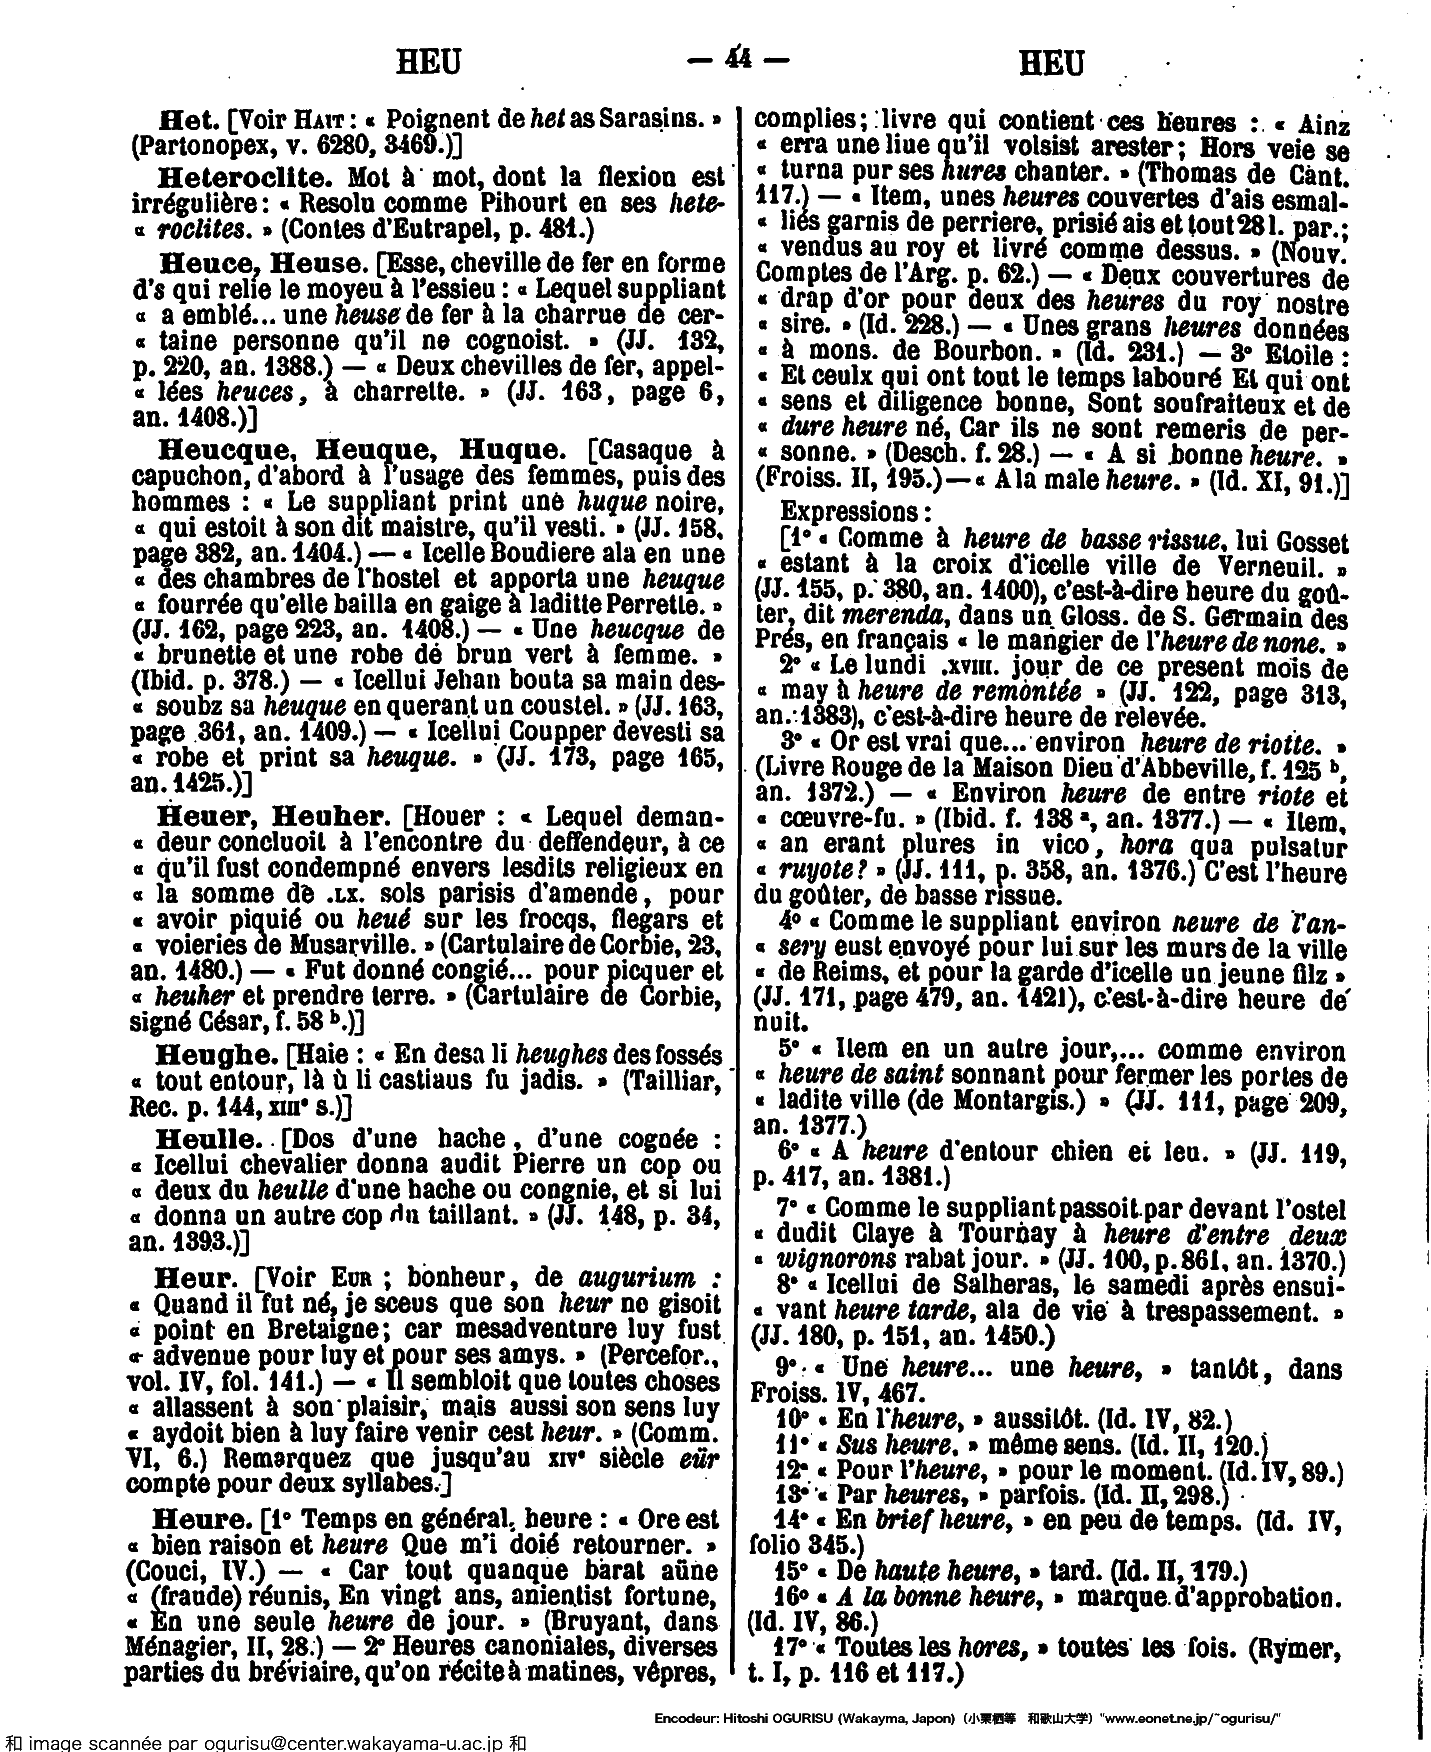 HEU — 44 — HEU
Het. [Voir HAIT : « Poignent de het as Sarasins. »
(Partonopex, v. 6280, 3469.)]
Heteroclite. Mot à mot, dont la flexion est
irrégulière : « Resolu comme Pihourt en ses hete-
« roclites. » (Contes d'Eutrapel, p. 481.)
Heuce, Heuse. [Esse, cheville de fer en forme
d's qui relie le moyeu à l'essieu : « Lequel suppliant
« a emblé... une heuse de fer à la charrue de cer-
« taine personne qu'il ne cognoist. » (JJ. 132,
p. 220, an. 1388.) — « Deux chevilles de fer, appel-
« lées heuces, à charrette. » (JJ. 163, page 6,
an. 1408.)]
Heucque, Heuque, Huque. [Casaque à
capuchon, d'abord à l'usage des femmes, puis des
hommes : « Le suppliant print une huque noire,
« qui estoit à son dit maistre, qu'il vesti. » (JJ. 158,
page 382, an. 1404.) — « Icelle Boudiere ala en une
« des chambres de l'hostel et apporta une heuque
« fourrée qu'elle bailla en gaige à laditte Perrette. »
(JJ. 162, page 223, an. 1408.) — « Une heucque de
« brunette et une robe de brun vert à femme. »
(Ibid. p. 378.) — « Icellui Jehan bouta sa main des-
« soubz sa heuque en querant un coustel. » (JJ. 163,
page 361, an. 1409.) — « Icellui Coupper devesti sa
« robe et print sa heuque. » (JJ. 173, page 165,
an. 1425.)]
Heuer, Heuher. [Houer : « Lequel deman-
« deur concluoit à l'encontre du deffendeur, à ce
« qu'il fust condempné envers lesdits religieux en
« la somme de .LX. sols parisis d'amende, pour
« avoir piquié ou heué sur les frocqs, flegars et
« voieries de Musarville. » (Cartulaire de Corbie, 23,
an. 1480.) — « Fut donné congié... pour picquer et
« heuher et prendre terre. » (Cartulaire de Corbie,
signé César, f. 58 b.)]
Heughe. [Haie : « En desa li heughes des fossés
« tout entour, là ù li castiaus fu jadis. » (Tailliar,
Rec. p. 144, XIIIe s.)]
Heulle. [Dos d'une hache, d'une cognée :
« Icellui chevalier donna audit Pierre un cop ou
« deux du heulle d'une hache ou congnie, et si lui
« donna un autre cop du taillant. » (JJ. 148, p. 34,
an. 1393.)]
Heur. [Voir EUR ; bonheur, de augurium :
« Quand il fut né, je sceus que son heur ne gisoit
« point en Bretaigne; car mesadventure luy fust
« advenue pour luy et pour ses amys. » (Percefor.,
vol. IV, fol. 141.) — « Il sembloit que toutes choses
« allassent à son plaisir, mais aussi son sens luy
« aydoit bien à luy faire venir cest heur. » (Comm.
VI, 6.) Remarquez que jusqu'au XIVe siècle eür
compte pour deux syllabes.]
Heure. [1° Temps en général, heure : « Ore est
« bien raison et heure Que m'i doié retourner. »
(Couci, IV.) — « Car tout quanque barat aüne
« (fraude) réunis, En vingt ans, anientist fortune,
« En une seule heure de jour. » (Bruyant, dans
Ménagier, II, 28.) — 2° Heures canoniales, diverses
parties du bréviaire, qu'on récite à matines, vêpres,
complies; livre qui contient ces heures : « Ainz
« erra une liue qu'il volsist arester; Hors veie se
« turna pur ses hures chanter. » (Thomas de Cant.
117.) — « Item, unes heures couvertes d'ais esmal-
« liés garnis de perriere, prisié ais et tout 28 l. par.;
« vendus au roy et livré comme dessus. » (Nouv.
Comptes de l'Arg. p. 62.) — « Deux couvertures de
« drap d'or pour deux des heures du roy nostre
« sire. » (Id. 228.) — « Unes grans heures données
« à mons. de Bourbon. » (Id. 231.) — 3° Etoile :
« Et ceulx qui ont tout le temps labouré Et qui ont
« sens et diligence bonne, Sont soufraiteux et de
« dure heure né, Car ils ne sont remeris de per-
« sonne. » (Desch. f. 28.) — « A si bonne heure. »
(Froiss. II, 195.) — « A la male heure. » (Id. XI, 91.)]
Expressions :
[1° « Comme à heure de basse rissue, lui Gosset
« estant à la croix d'icelle ville de Verneuil. »
(JJ. 155, p. 380, an. 1400), c'est-à-dire heure du goû-
ter, dit merenda, dans un Gloss. de S. Germain des
Prés, en français « le mangier de l'heure de none. »
2° « Le lundi .XVIII. jour de ce present mois de
« may à heure de remontée » (JJ. 122, page 313,
an. 1383), c'est-à-dire heure de relevée.
3° « Or est vrai que... environ heure de riotte. »
(Livre Rouge de la Maison Dieu d'Abbeville, f. 125 b,
an. 1372.) — « Environ heure de entre riote et
« cœuvre-fu. » (Ibid. f. 138 a, an. 1377.) — « Item,
« an erant plures in vico, hora qua pulsatur
« ruyote? » (JJ. 111, p. 358, an. 1376.) C'est l'heure
du goûter, de basse rissue.
4° « Comme le suppliant environ neure de l'an-
« sery eust envoyé pour lui sur les murs de la ville
« de Reims, et pour la garde d'icelle un jeune filz »
(JJ. 171, page 479, an. 1421), c'est-à-dire heure de
nuit.
5° « Item en un autre jour,... comme environ
« heure de saint sonnant pour fermer les portes de
« ladite ville (de Montargis.) » (JJ. 111, page 209,
an. 1377.)
6° « A heure d'entour chien et leu. » (JJ. 119,
p. 417, an. 1381.)
7° « Comme le suppliant passoit par devant l'ostel
« dudit Claye à Tournay à heure d'entre deux
« wignorons rabat jour. » (JJ. 100, p. 861, an. 1370.)
8° « Icellui de Salheras, le samedi après ensui-
« vant heure tarde, ala de vie à trespassement. »
(JJ. 180, p. 151, an. 1450.)
9° « Une heure... une heure, » tantôt, dans
Froiss. IV, 467.
10° « En l'heure, » aussitôt. (Id. IV, 82.)
11° « Sus heure, » même sens. (Id. II, 120.)
12° « Pour l'heure, » pour le moment. (Id. IV, 89.)
13° « Par heures, » parfois. (Id. II, 298.)
14° « En brief heure, » en peu de temps. (Id. IV,
folio 345.)
15° « De haute heure, » tard. (Id. II, 179.)
16° « A la bonne heure, » marque d'approbation.
(Id. IV, 86.)
17° « Toutes les hores, » toutes les fois. (Rymer,
t. I, p. 116 et 117.)
Encodeur: Hitoshi OGURISU (Wakayma, Japon) (小栗栖等 和歌山大学) "www.eonet.ne.jp/~ogurisu/"
和 image scannée par ogurisu@center.wakayama-u.ac.jp 和